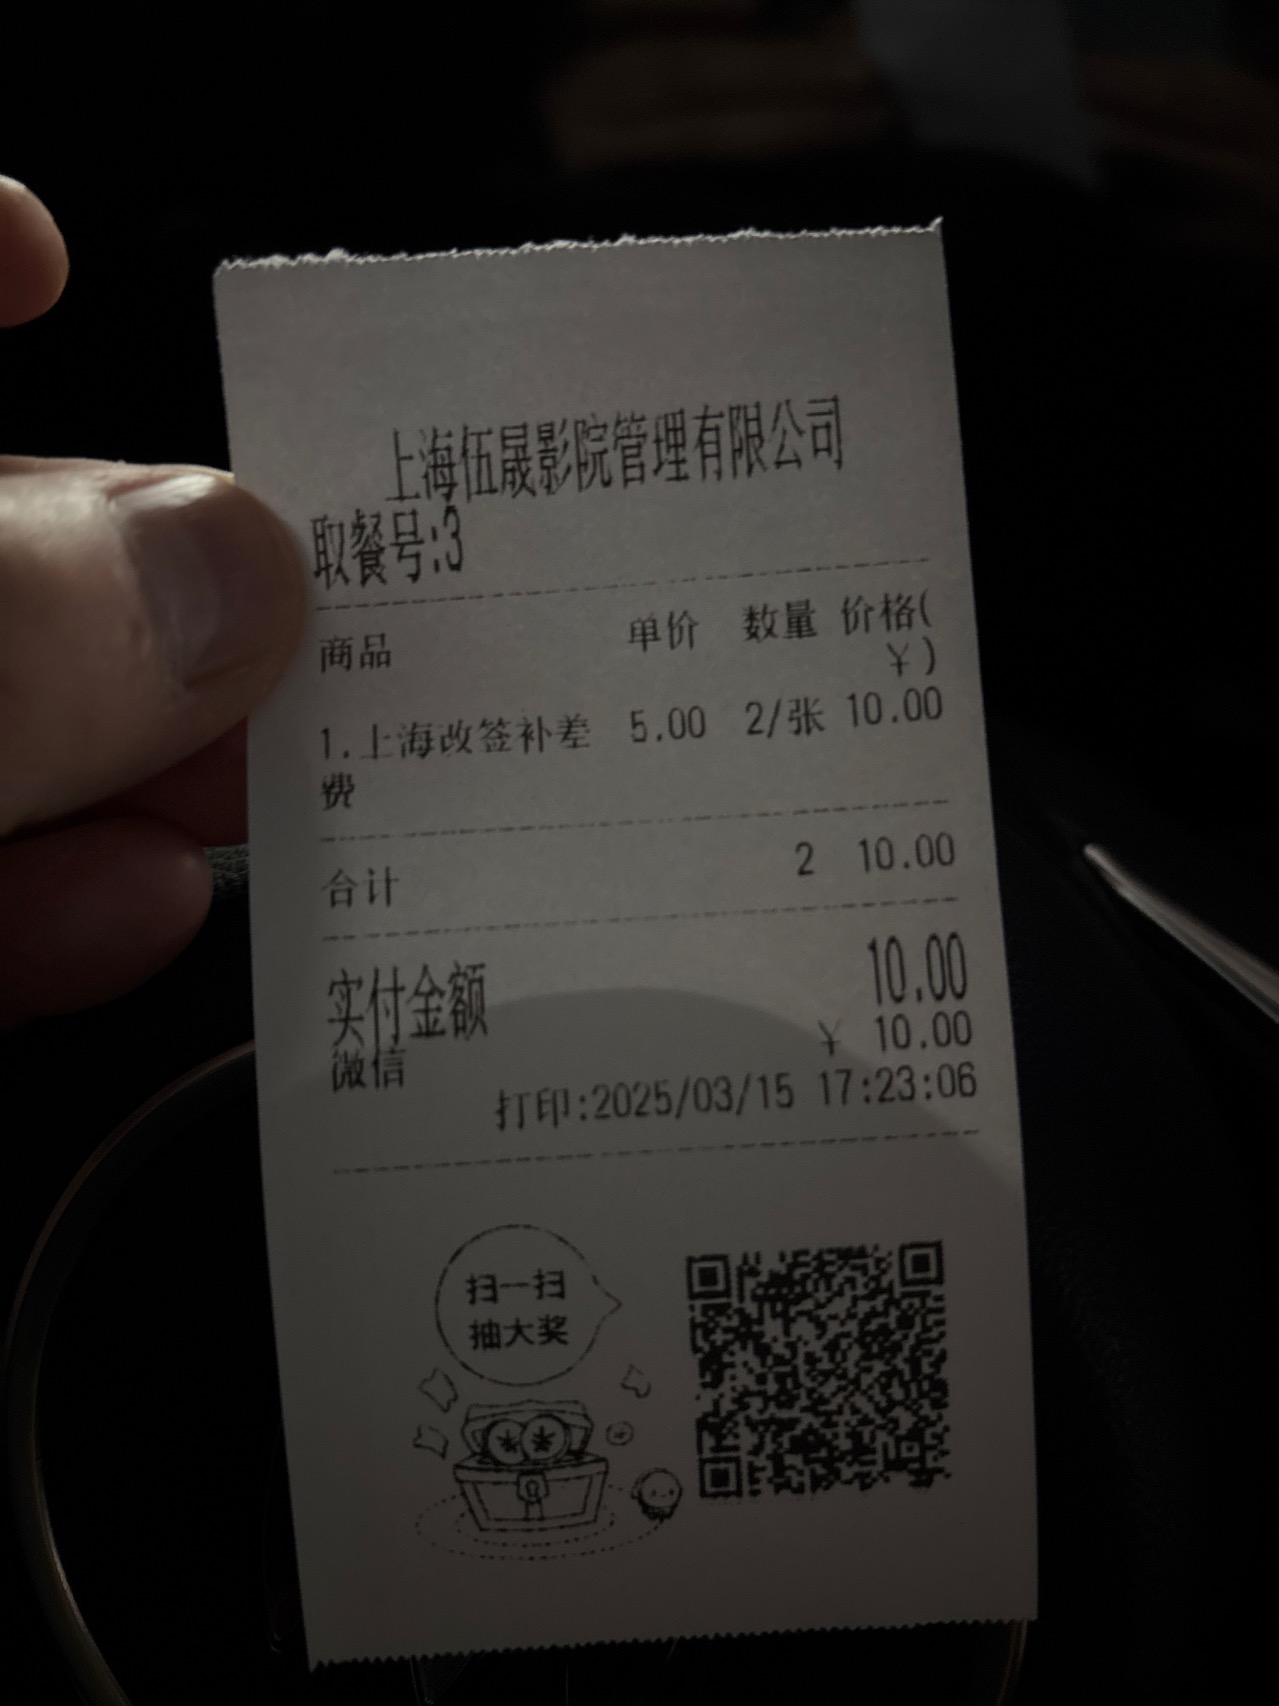 上海伍晟影院管理有限公司
取餐号:3
商品 单价 数量 价格(
¥)
1.上海改签补差 5.00 2/张 10.00
费
合计 2 10.00
实付金额 10.00
微信 ¥ 10.00
打印:2025/03/15 17:23:06
扫一扫
抽大奖